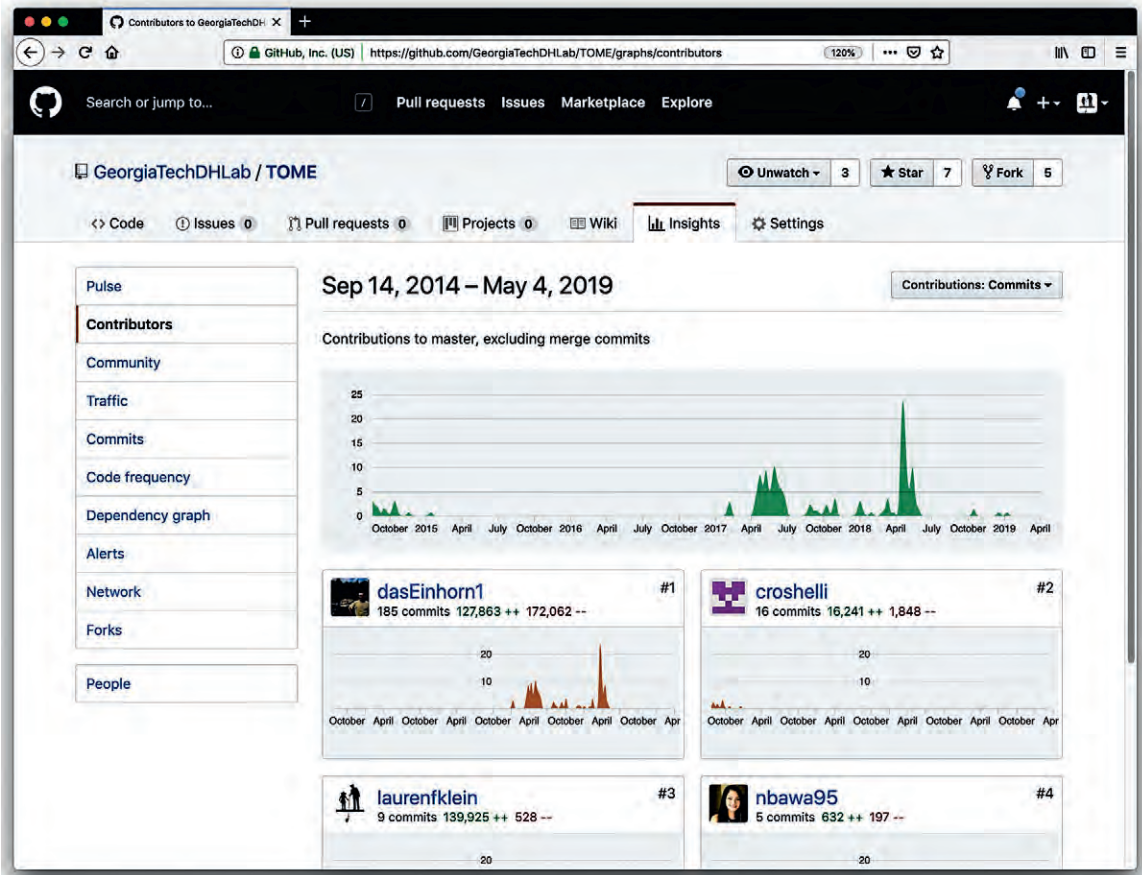 Contributors to GeorgiaTechDH
GitHub, Inc. (US) https://github.com/GeorgiaTechDHLab/TOME/graphs/contributors 120%
Search or jump to... / Pull requests Issues Marketplace Explore
GeorgiaTechDHLab / TOME Unwatch 3 Star 7 Fork 5
<> Code Issues 0 Pull requests 0 Projects 0 Wiki Insights Settings
Pulse
Contributors
Community
Traffic
Commits
Code frequency
Dependency graph
Alerts
Network
Forks
People
Sep 14, 2014 – May 4, 2019 Contributions: Commits
Contributions to master, excluding merge commits
25
20
15
10
5
0
October 2015 April July October 2016 April July October 2017 April July October 2018 April July October 2019 April
dasEinhorn1 #1
185 commits 127,863 ++ 172,062 --
20
10
October April October April October April October April October Apr
croshelli #2
16 commits 16,241 ++ 1,848 --
20
10
October April October April October April October April October Apr
laurenfklein #3
9 commits 139,925 ++ 528 --
20
nbawa95 #4
5 commits 632 ++ 197 --
20